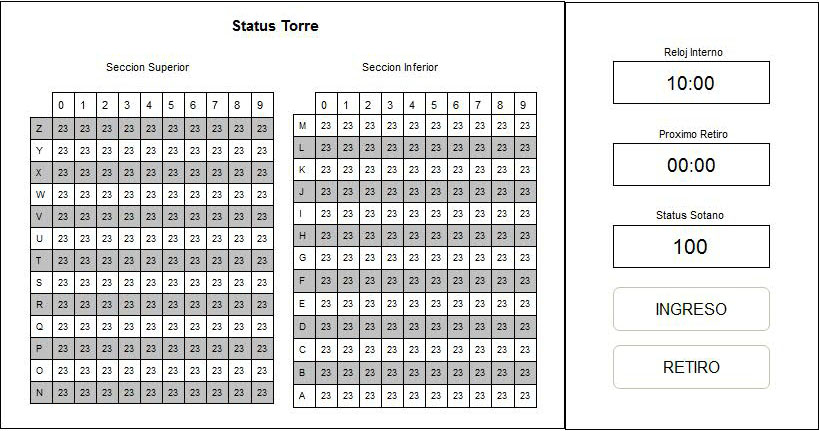 Status Torre
Seccion Superior
0 1 2 3 4 5 6 7 8 9
Z 23 23 23 23 23 23 23 23 23 23
Y 23 23 23 23 23 23 23 23 23 23
X 23 23 23 23 23 23 23 23 23 23
W 23 23 23 23 23 23 23 23 23 23
V 23 23 23 23 23 23 23 23 23 23
U 23 23 23 23 23 23 23 23 23 23
T 23 23 23 23 23 23 23 23 23 23
S 23 23 23 23 23 23 23 23 23 23
R 23 23 23 23 23 23 23 23 23 23
Q 23 23 23 23 23 23 23 23 23 23
P 23 23 23 23 23 23 23 23 23 23
O 23 23 23 23 23 23 23 23 23 23
N 23 23 23 23 23 23 23 23 23 23
Seccion Inferior
0 1 2 3 4 5 6 7 8 9
M 23 23 23 23 23 23 23 23 23 23
L 23 23 23 23 23 23 23 23 23 23
K 23 23 23 23 23 23 23 23 23 23
J 23 23 23 23 23 23 23 23 23 23
I 23 23 23 23 23 23 23 23 23 23
H 23 23 23 23 23 23 23 23 23 23
G 23 23 23 23 23 23 23 23 23 23
F 23 23 23 23 23 23 23 23 23 23
E 23 23 23 23 23 23 23 23 23 23
D 23 23 23 23 23 23 23 23 23 23
C 23 23 23 23 23 23 23 23 23 23
B 23 23 23 23 23 23 23 23 23 23
A 23 23 23 23 23 23 23 23 23 23
Reloj Interno
10:00
Proximo Retiro
00:00
Status Sotano
100
INGRESO
RETIRO